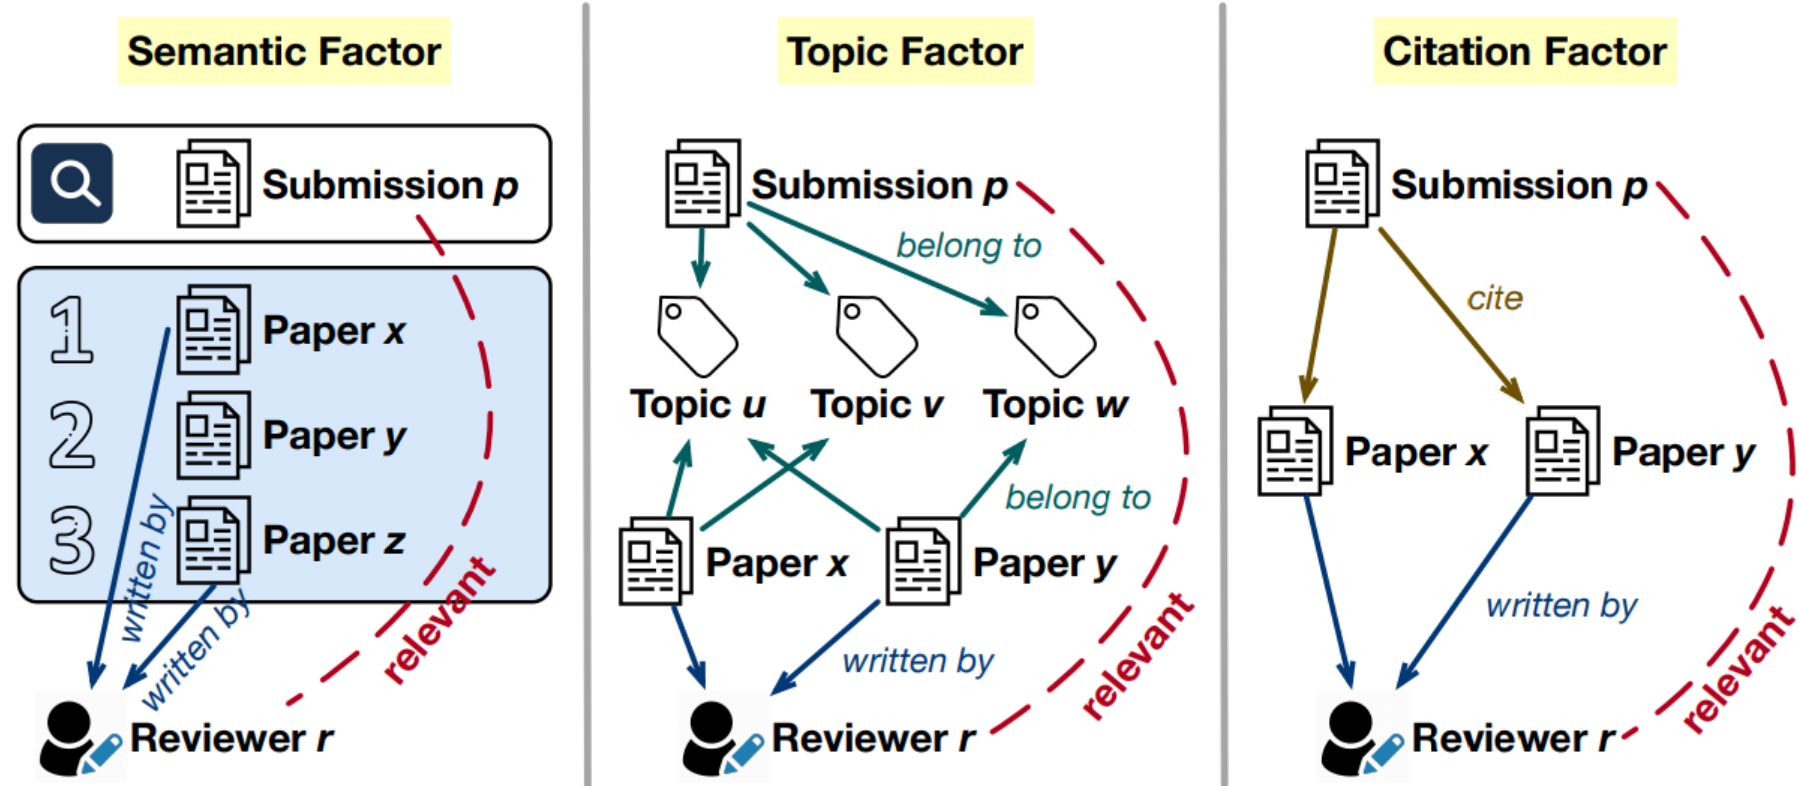 Semantic Factor
Submission p
1
Paper x
2
Paper y
3
Paper z
written by
written by
relevant
Reviewer r
Topic Factor
Submission p
belong to
Topic u
Topic v
Topic w
belong to
Paper x
Paper y
written by
relevant
Reviewer r
Citation Factor
Submission p
cite
Paper x
Paper y
written by
relevant
Reviewer r